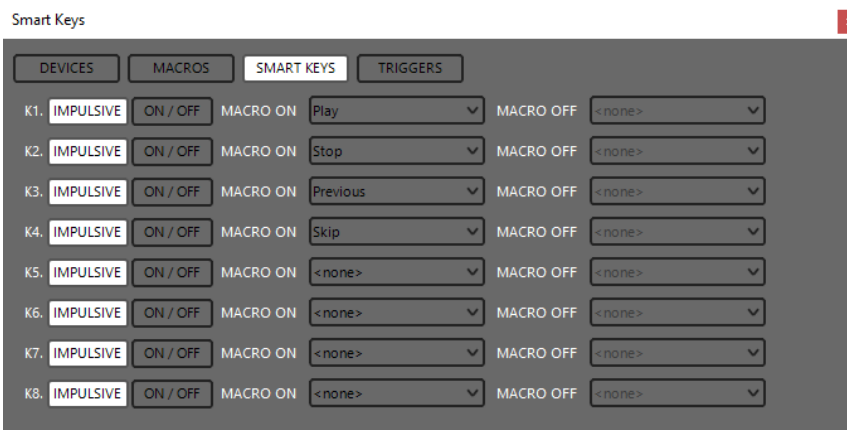 Smart Keys
DEVICES MACROS SMART KEYS TRIGGERS
K1. IMPULSIVE ON / OFF MACRO ON Play MACRO OFF <none>
K2. IMPULSIVE ON / OFF MACRO ON Stop MACRO OFF <none>
K3. IMPULSIVE ON / OFF MACRO ON Previous MACRO OFF <none>
K4. IMPULSIVE ON / OFF MACRO ON Skip MACRO OFF <none>
K5. IMPULSIVE ON / OFF MACRO ON <none> MACRO OFF <none>
K6. IMPULSIVE ON / OFF MACRO ON <none> MACRO OFF <none>
K7. IMPULSIVE ON / OFF MACRO ON <none> MACRO OFF <none>
K8. IMPULSIVE ON / OFF MACRO ON <none> MACRO OFF <none>